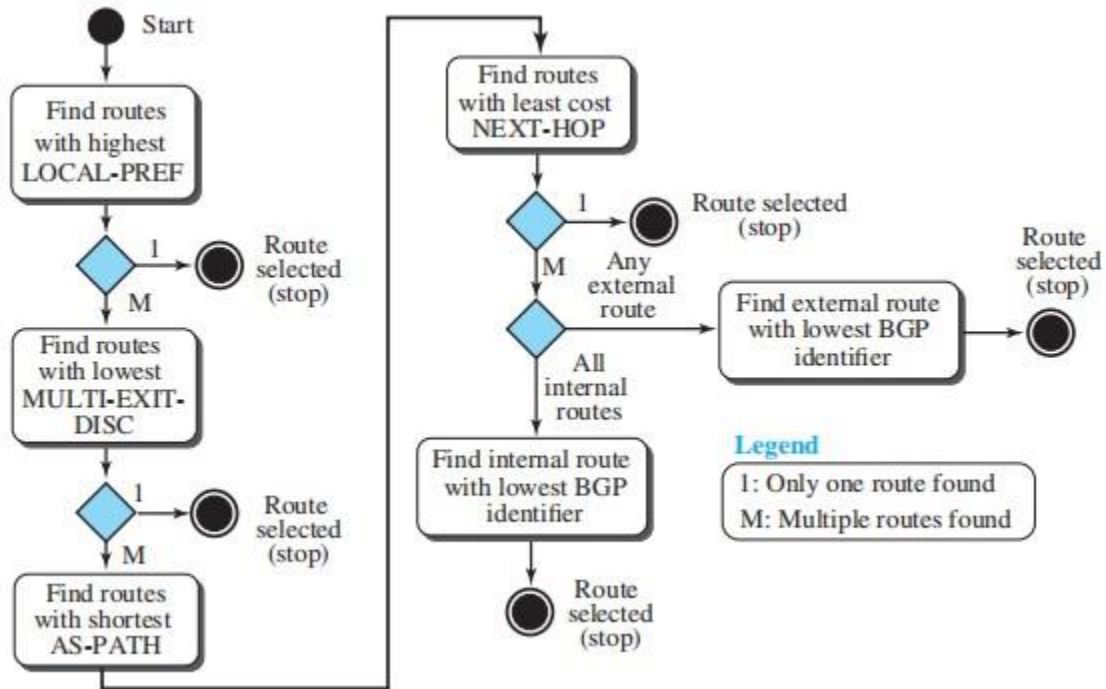 Start
Find routes
with highest
LOCAL-PREF
1
Route
selected
(stop)
M
Find routes
with lowest
MULTI-EXIT-
DISC
1
Route
selected
(stop)
M
Find routes
with shortest
AS-PATH
Find routes
with least cost
NEXT-HOP
1
Route selected
(stop)
M
Any
external
route
Find external route
with lowest BGP
identifier
Route
selected
(stop)
All
internal
routes
Find internal route
with lowest BGP
identifier
Route
selected
(stop)
Legend
1: Only one route found
M: Multiple routes found